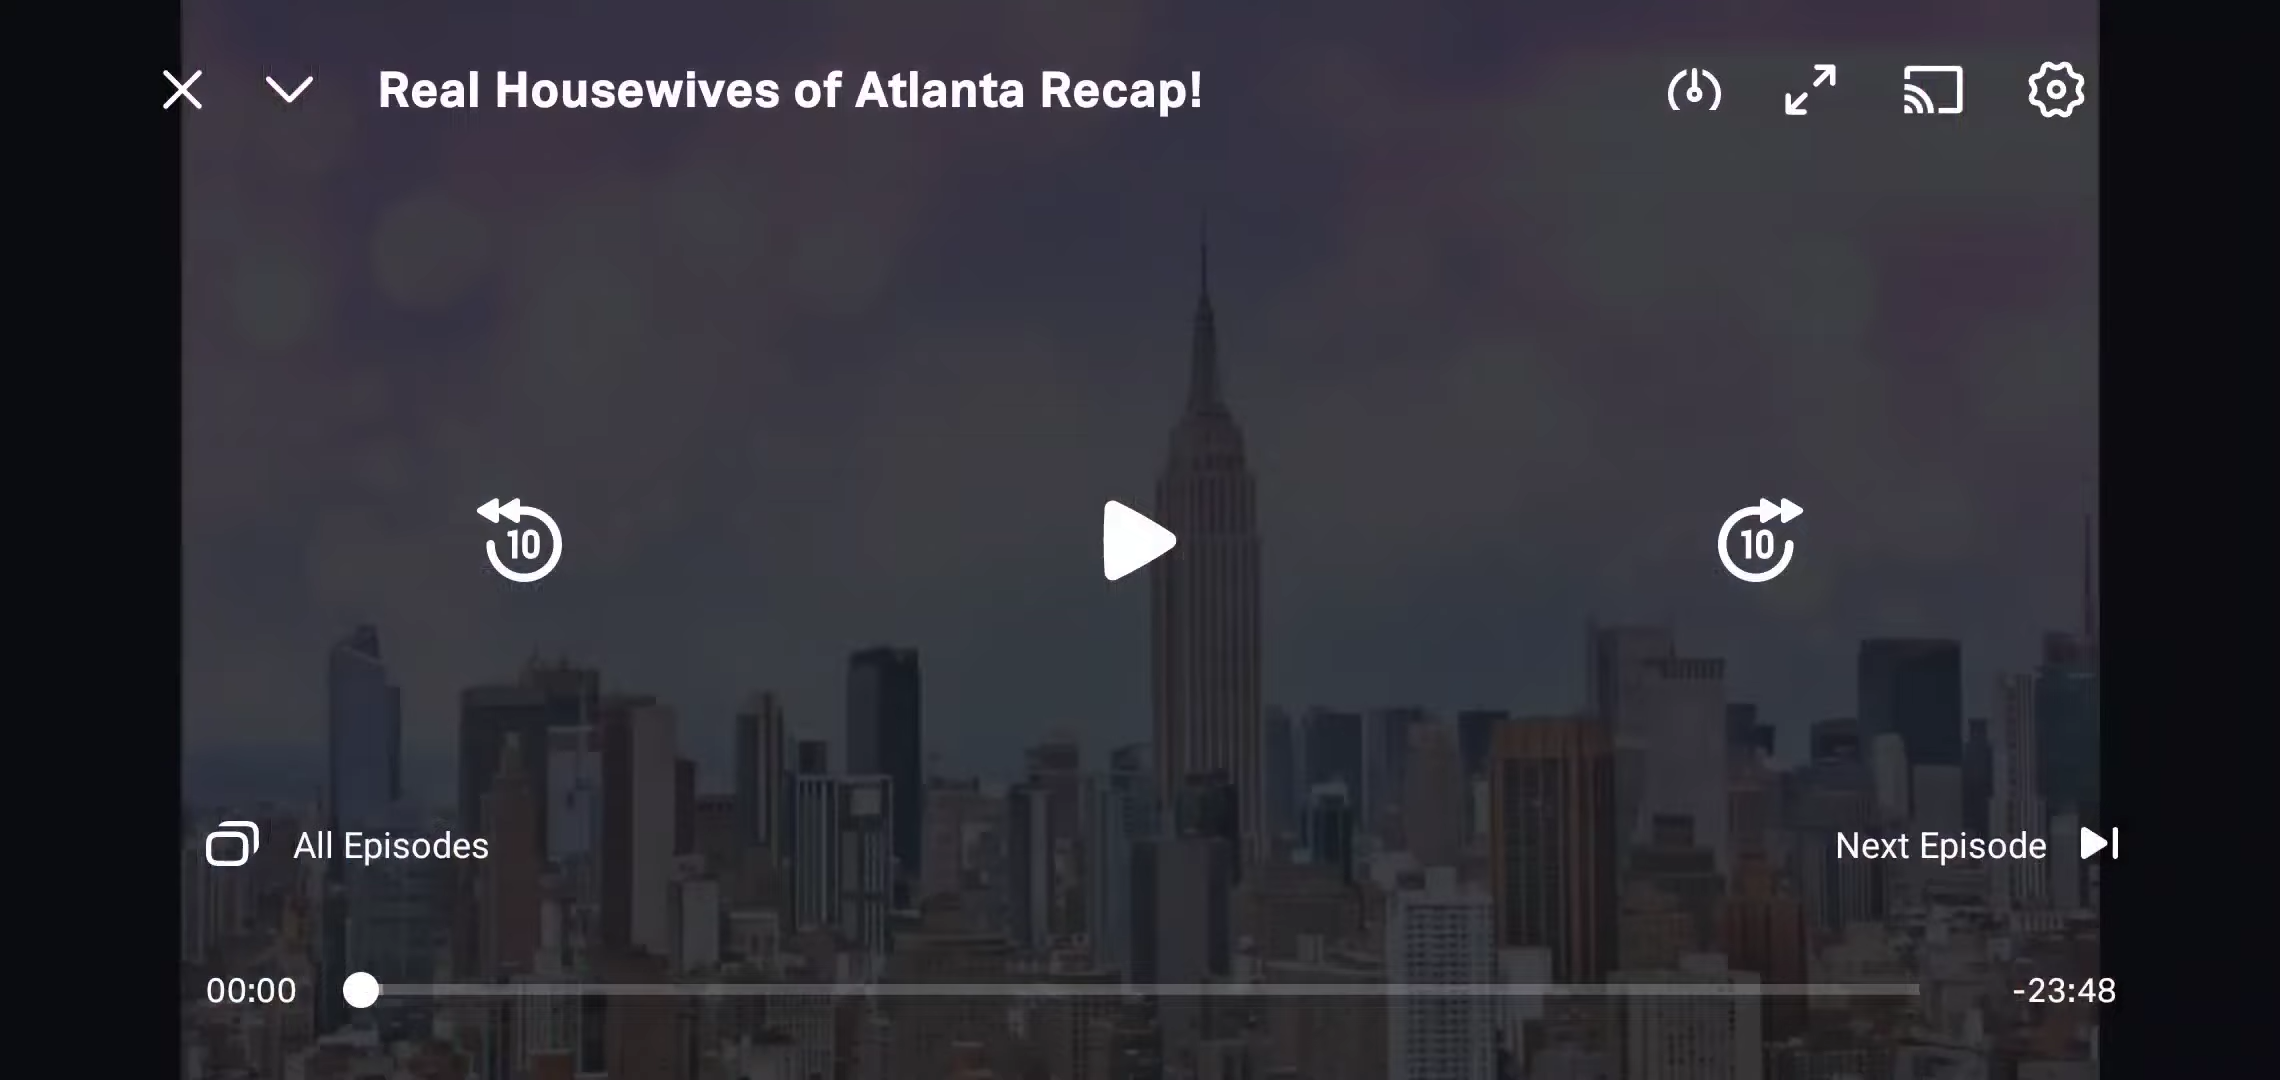 Real Housewives of Atlanta Recap!
10
10
All Episodes
Next Episode
00:00
-23:48